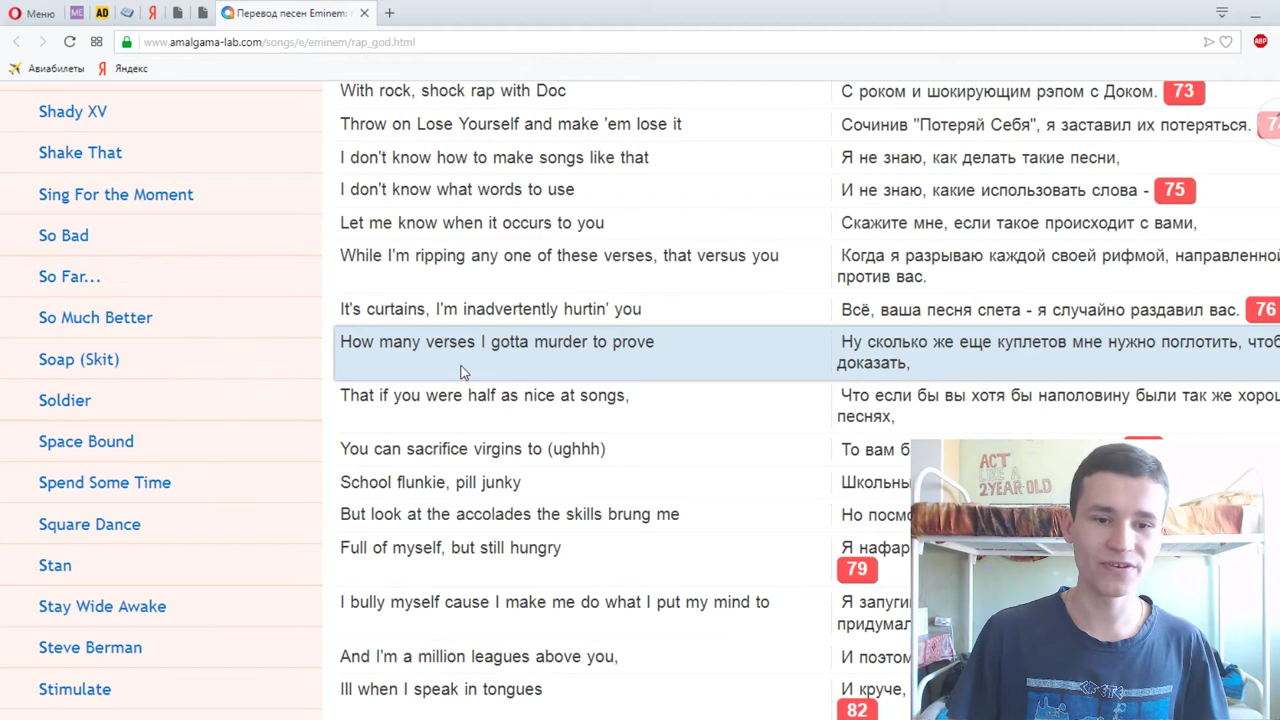 Меню
ME
AD
Я
Перевод песен Eminem:
www.amalgama-lab.com/songs/e/eminem/rap_god.html
ABP
Авиабилеты
Я Яндекс
Shady XV
Shake That
Sing For the Moment
So Bad
So Far...
So Much Better
Soap (Skit)
Soldier
Space Bound
Spend Some Time
Square Dance
Stan
Stay Wide Awake
Steve Berman
Stimulate
With rock, shock rap with Doc
Throw on Lose Yourself and make 'em lose it
I don't know how to make songs like that
I don't know what words to use
Let me know when it occurs to you
While I'm ripping any one of these verses, that versus you
It's curtains, I'm inadvertently hurtin' you
How many verses I gotta murder to prove
That if you were half as nice at songs,
You can sacrifice virgins to (ughhh)
School flunkie, pill junky
But look at the accolades the skills brung me
Full of myself, but still hungry
I bully myself cause I make me do what I put my mind to
And I'm a million leagues above you,
Ill when I speak in tongues
С роком и шокирующим рэпом с Доком. 73
Сочинив "Потеряй Себя", я заставил их потеряться.
Я не знаю, как делать такие песни,
И не знаю, какие использовать слова - 75
Скажите мне, если такое происходит с вами,
Когда я разрываю каждой своей рифмой, направленной
против вас.
Всё, ваша песня спета - я случайно раздавил вас. 76
Ну сколько же еще куплетов мне нужно поглотить, чтоб
доказать,
Что если бы вы хотя бы наполовину были так же хорош
песнях,
То вам б
Школьны
Но посмо
Я нафар
79
Я запуги
придумал
И поэтом
И круче,
82
ACT
LIKE A
2 YEAR-OLD